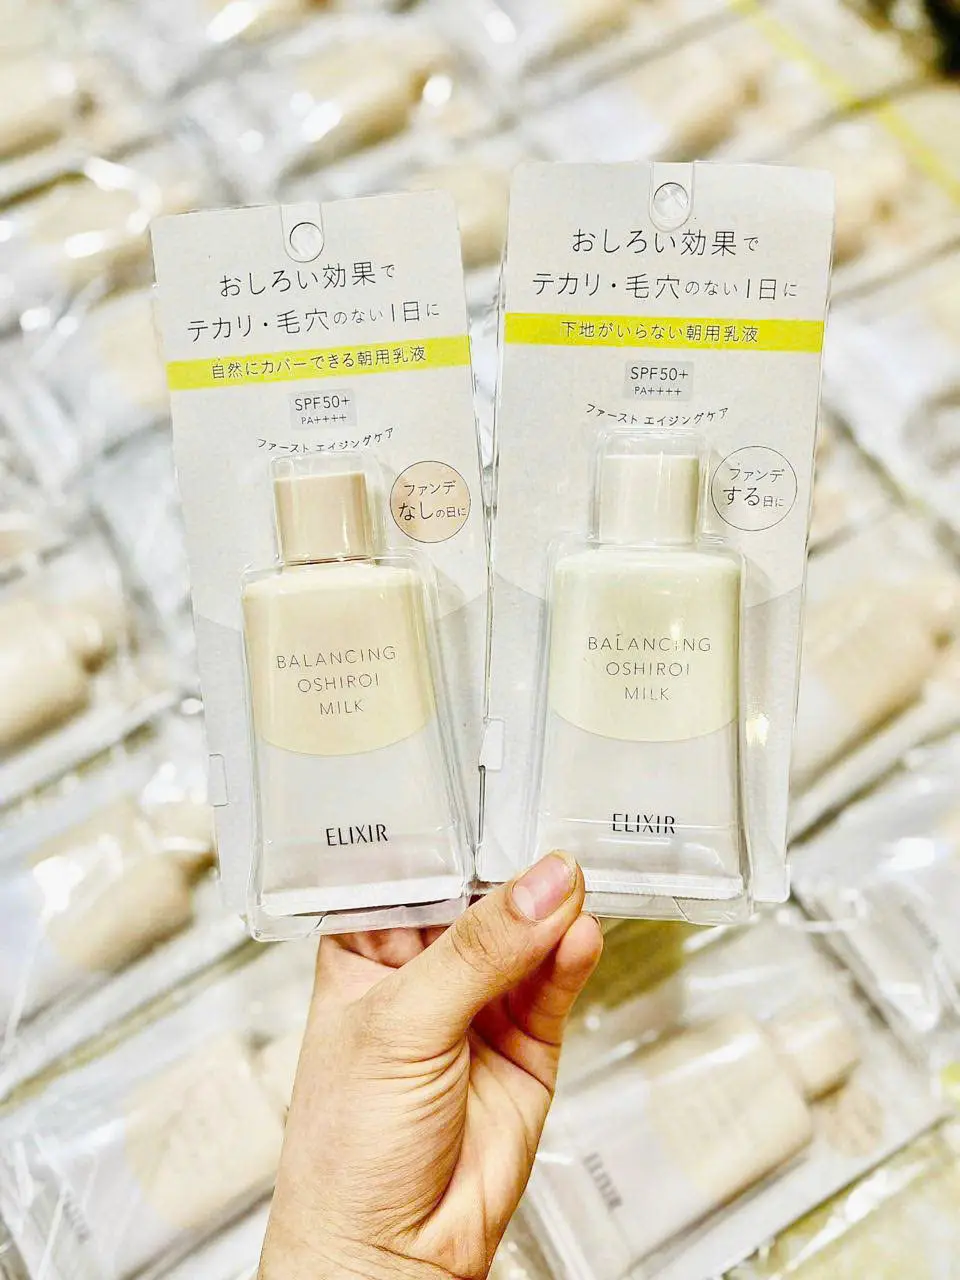 おしろい効果で
テカリ・毛穴のない1日に
自然にカバーできる朝用乳液
SPF50+
PA++++
ファースト エイジングケア
ファンデ
なしの日に
BALANCING
OSHIROI
MILK
ELIXIR
おしろい効果で
テカリ・毛穴のない1日に
下地がいらない朝用乳液
SPF50+
PA++++
ファースト エイジングケア
ファンデ
する日に
BALANCING
OSHIROI
MILK
ELIXIR
ELIXIR